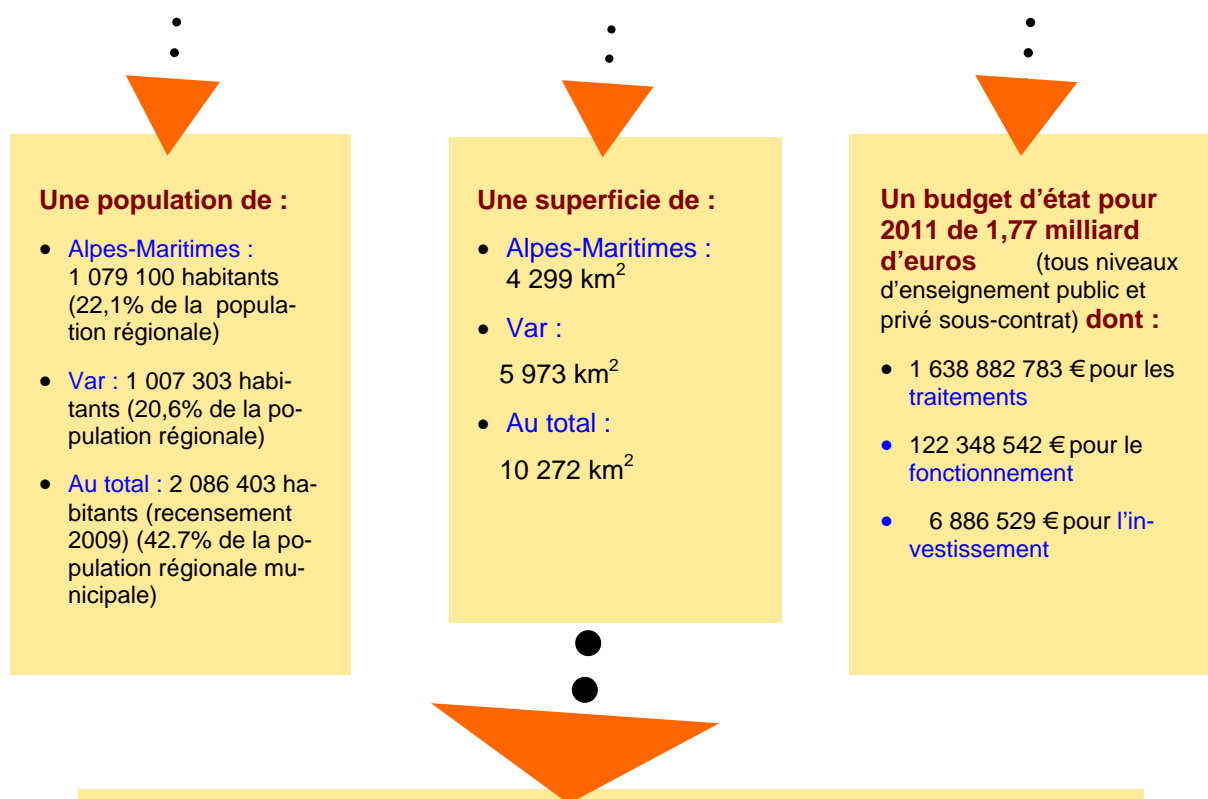 Une population de :
• Alpes-Maritimes :
1 079 100 habitants
(22,1% de la popula-
tion régionale)
• Var : 1 007 303 habi-
tants (20,6% de la po-
pulation régionale)
• Au total : 2 086 403 ha-
bitants (recensement
2009) (42.7% de la po-
pulation régionale mu-
nicipale)
Une superficie de :
• Alpes-Maritimes :
4 299 km²
• Var :
5 973 km²
• Au total :
10 272 km²
Un budget d'état pour
2011 de 1,77 milliard
d'euros (tous niveaux
d'enseignement public et
privé sous-contrat) dont :
• 1 638 882 783 € pour les
traitements
• 122 348 542 € pour le
fonctionnement
• 6 886 529 € pour l'in-
vestissement